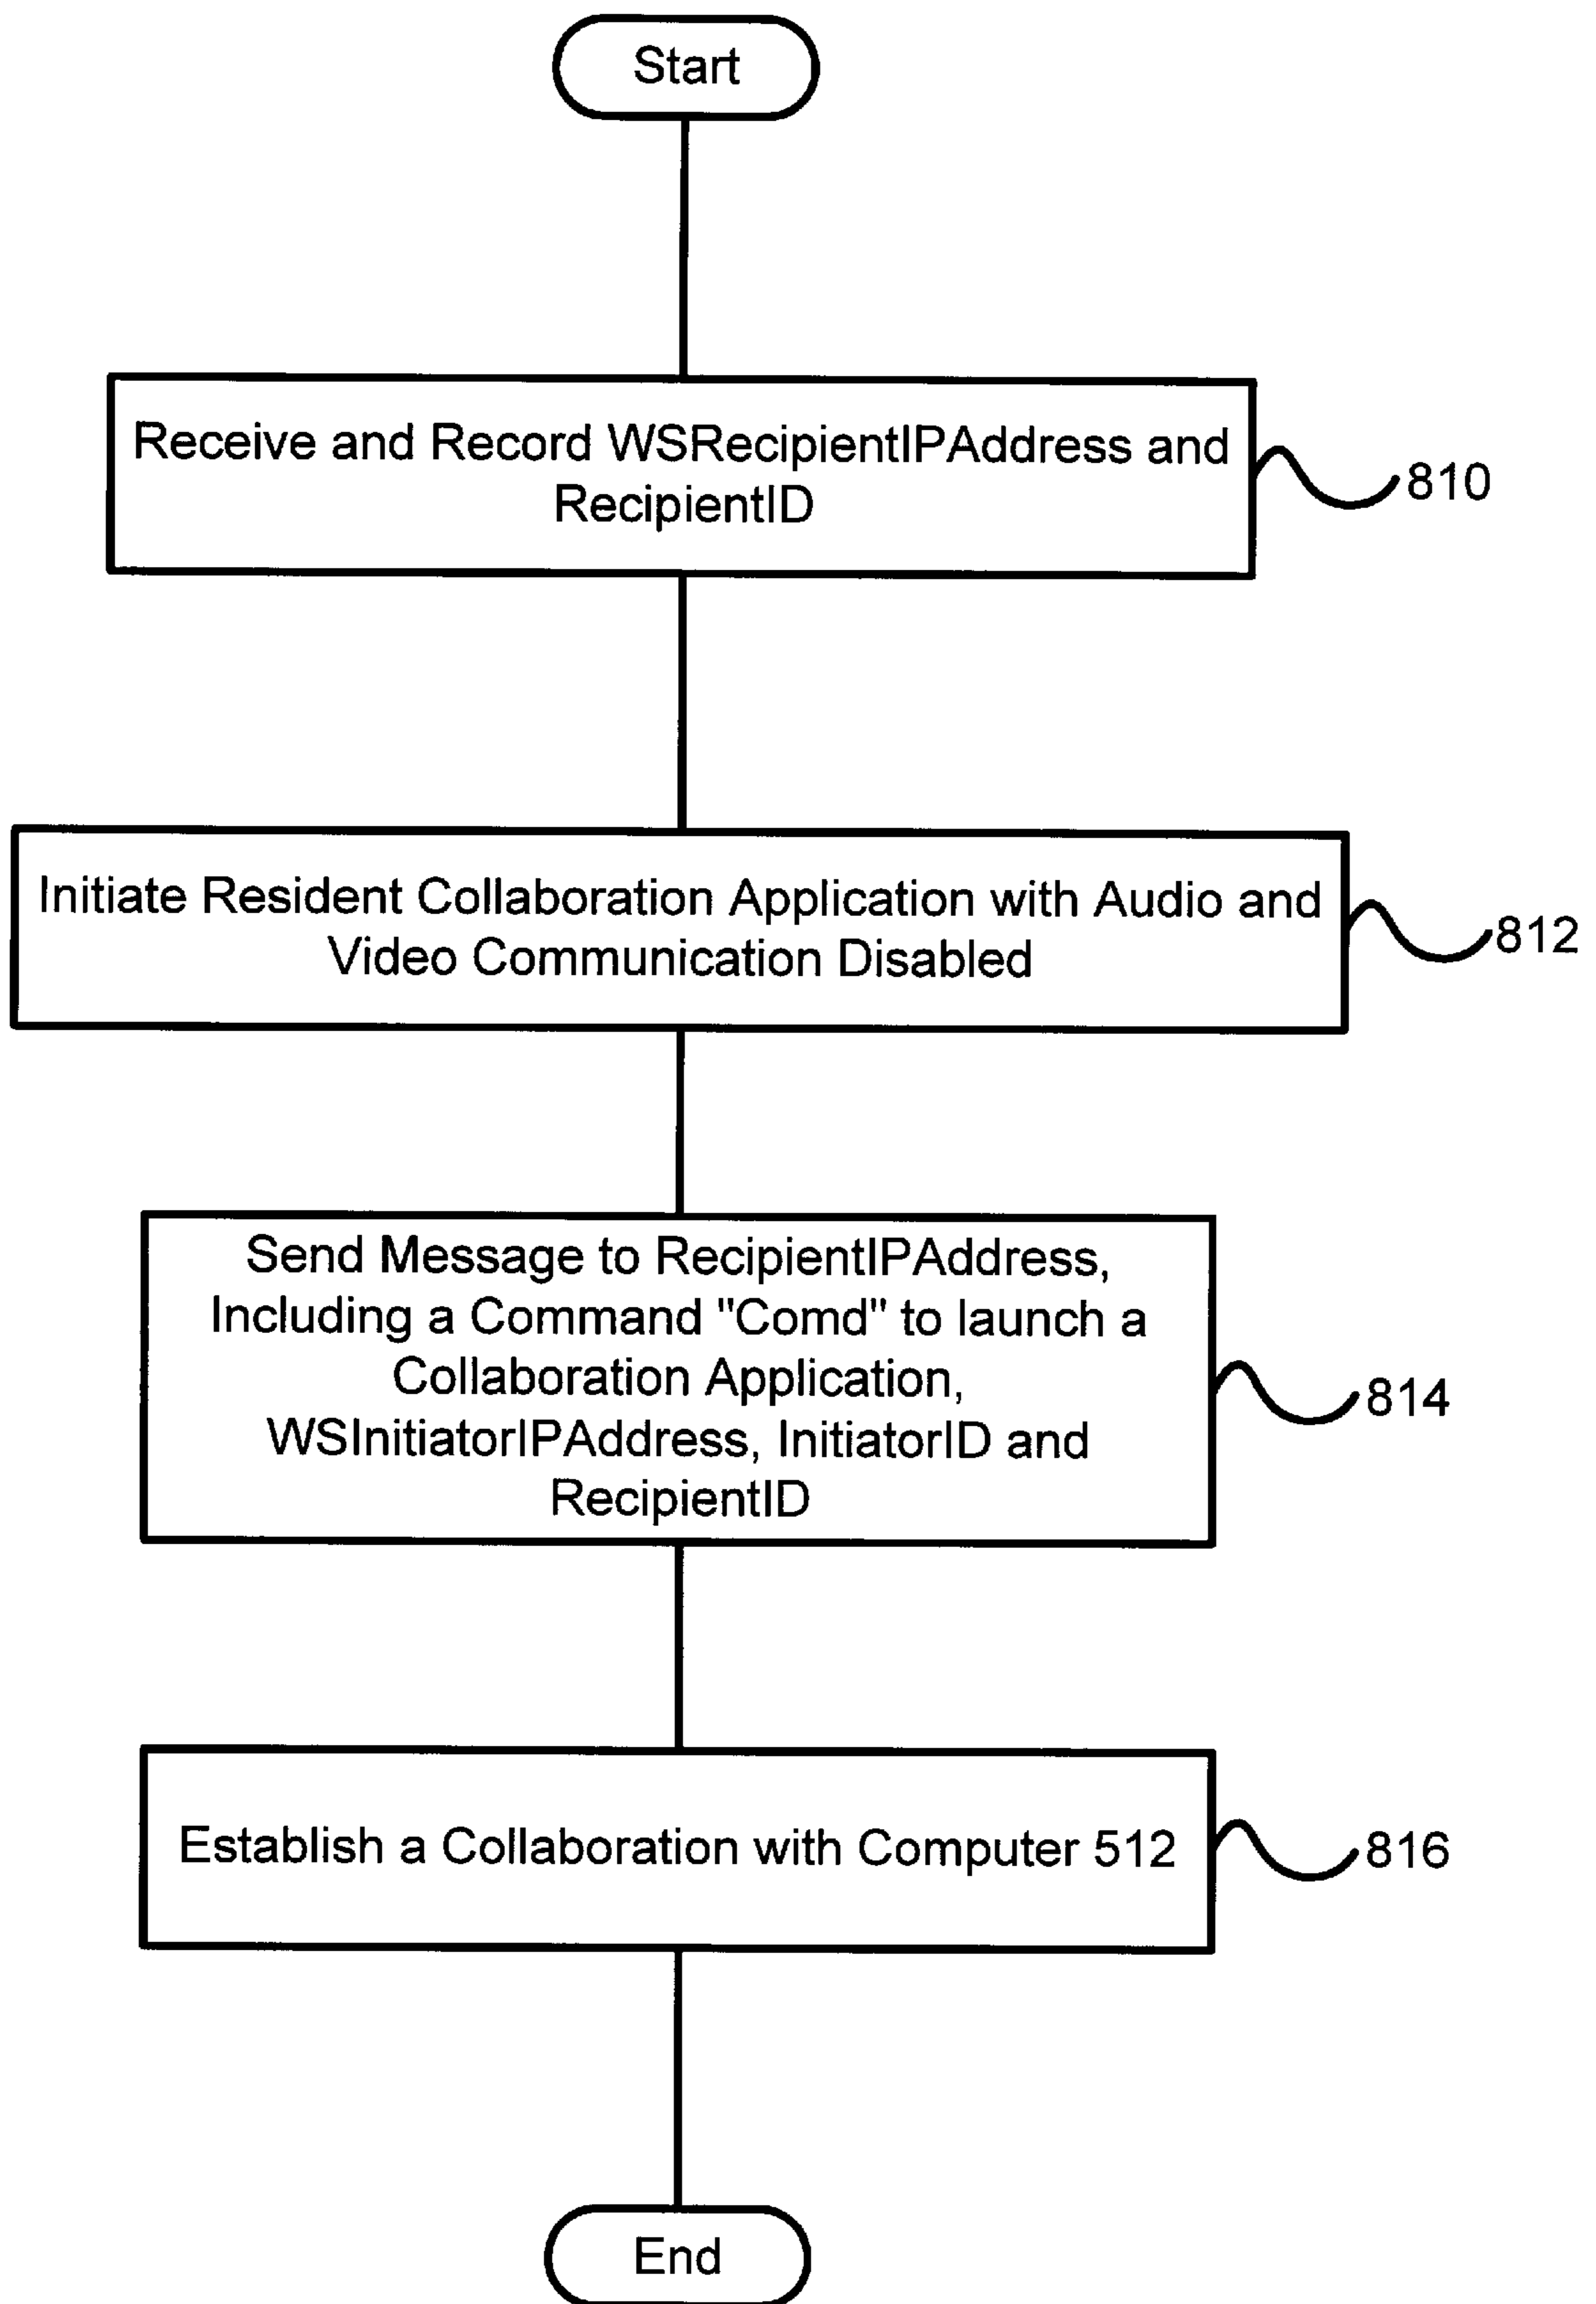 Start
Receive and Record WSRecipientIPAddress and
RecipientID
810
Initiate Resident Collaboration Application with Audio and
Video Communication Disabled
812
Send Message to RecipientIPAddress,
Including a Command "Comd" to launch a
Collaboration Application,
WSInitiatorIPAddress, InitiatorID and
RecipientID
814
Establish a Collaboration with Computer 512
816
End